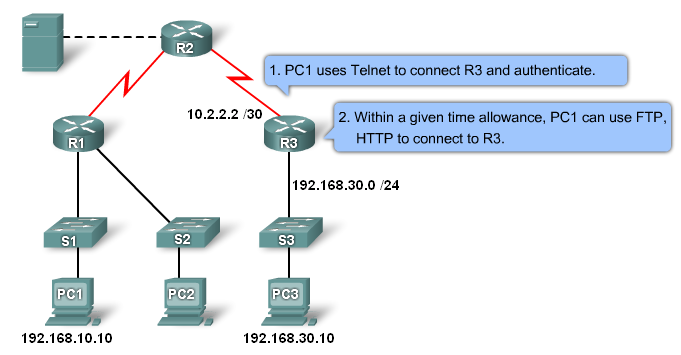 R2
1. PC1 uses Telnet to connect R3 and authenticate.
10.2.2.2 /30
2. Within a given time allowance, PC1 can use FTP,
HTTP to connect to R3.
R1
R3
192.168.30.0 /24
S1
S2
S3
PC1
PC2
PC3
192.168.10.10
192.168.30.10